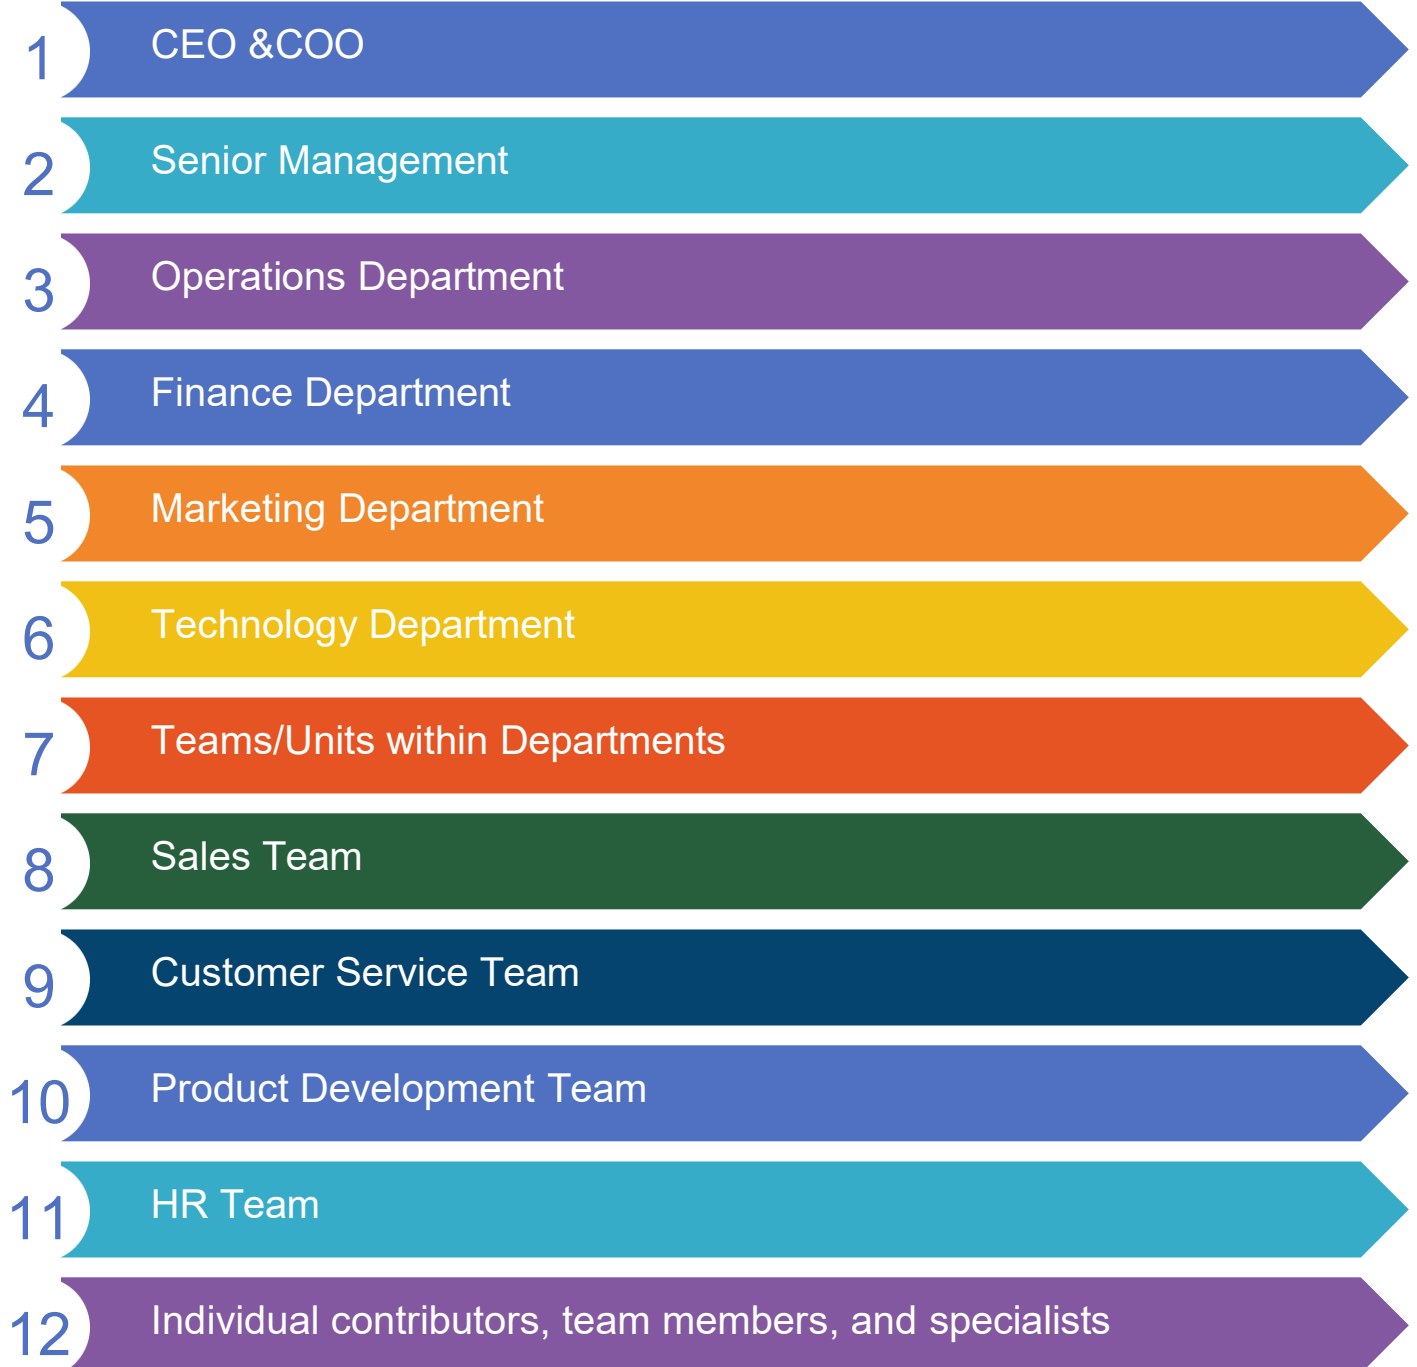 1 CEO &COO
2 Senior Management
3 Operations Department
4 Finance Department
5 Marketing Department
6 Technology Department
7 Teams/Units within Departments
8 Sales Team
9 Customer Service Team
10 Product Development Team
11 HR Team
12 Individual contributors, team members, and specialists